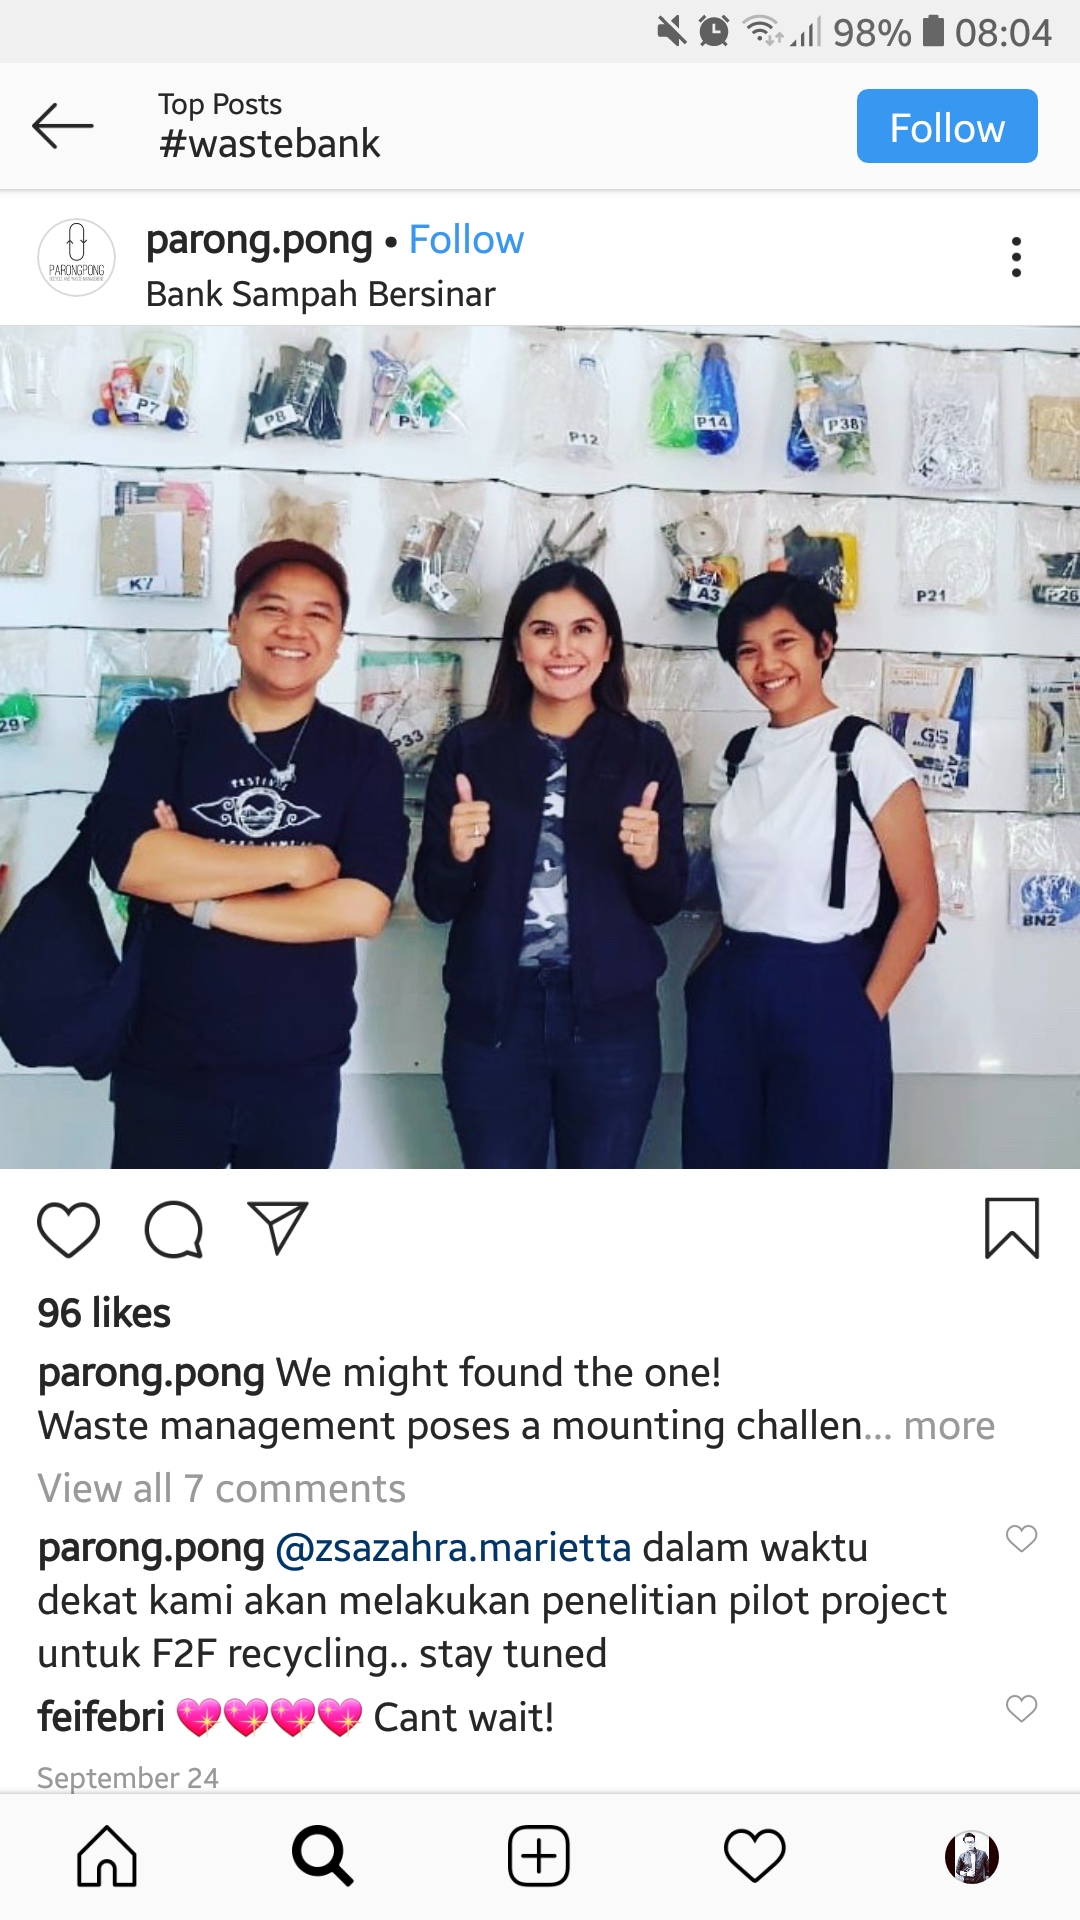 98% 08:04
Top Posts
#wastebank
Follow
PARONGPONG
parong.pong • Follow
Bank Sampah Bersinar
P7
P8
P12
P14
P38
K7
A3
P21
P26
29
P33
GS
BN2
96 likes
parong.pong We might found the one!
Waste management poses a mounting challen... more
View all 7 comments
parong.pong @zsazahra.marietta dalam waktu
dekat kami akan melakukan penelitian pilot project
untuk F2F recycling.. stay tuned
feifebri 💖💖💖💖 Cant wait!
September 24